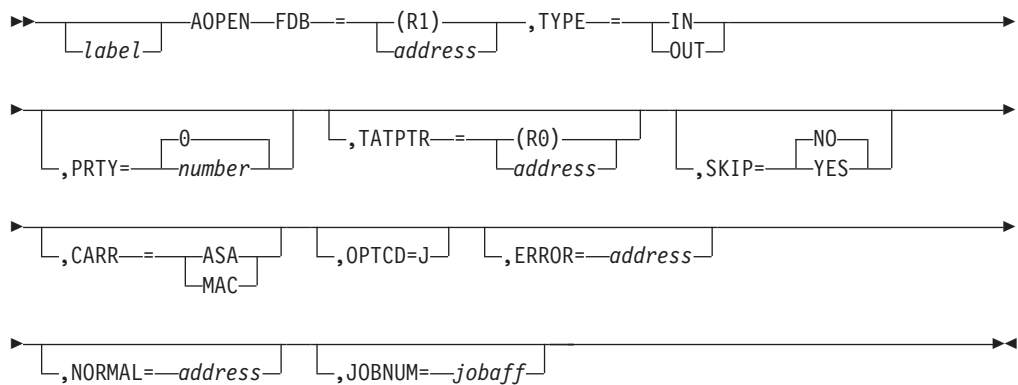 AOPEN FDB = (R1) ,TYPE = IN
label address OUT
0 ,TATPTR = (R0) NO
,PRTY= number address ,SKIP= YES
,CARR = ASA ,OPTCD=J ,ERROR= address
MAC
,NORMAL= address ,JOBNUM= jobaff